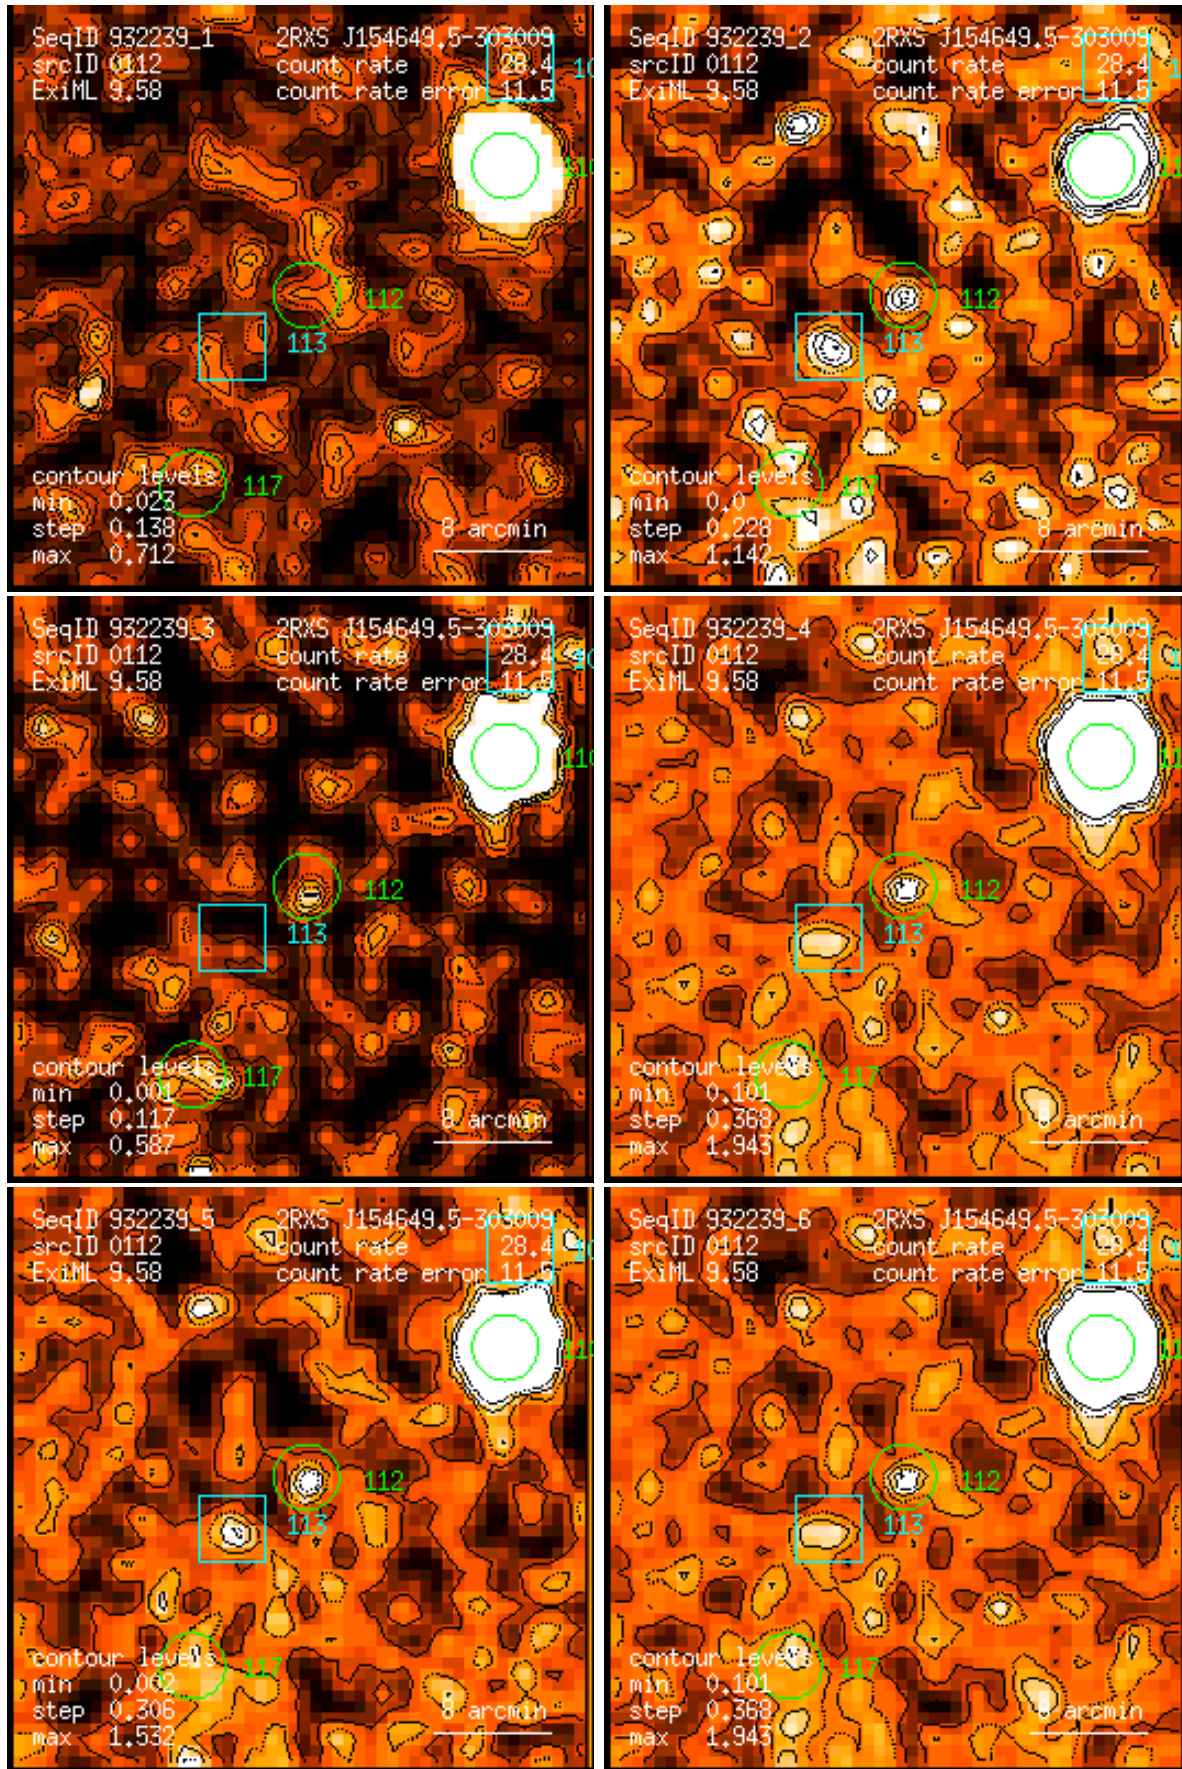 SeqID 932239_1 2RXS J154649.5-303009
srcID 0112 count rate 28.4
ExiML 9.58 count rate error 11.5
112
113
117
contour levels
min 0.023
step 0.138
max 0.712
8 arcmin
SeqID 932239_2 2RXS J154649.5-303009
srcID 0112 count rate 28.4
ExiML 9.58 count rate error 11.5
112
113
117
contour levels
min 0.0
step 0.228
max 1.142
8 arcmin
SeqID 932239_3 2RXS J154649.5-303009
srcID 0112 count rate 28.4
ExiML 9.58 count rate error 11.5
112
113
117
contour levels
min 0.001
step 0.117
max 0.587
8 arcmin
SeqID 932239_4 2RXS J154649.5-303009
srcID 0112 count rate 28.4
ExiML 9.58 count rate error 11.5
112
113
117
contour levels
min 0.101
step 0.368
max 1.943
8 arcmin
SeqID 932239_5 2RXS J154649.5-303009
srcID 0112 count rate 28.4
ExiML 9.58 count rate error 11.5
112
113
117
contour levels
min 0.002
step 0.306
max 1.532
8 arcmin
SeqID 932239_6 2RXS J154649.5-303009
srcID 0112 count rate 28.4
ExiML 9.58 count rate error 11.5
112
113
117
contour levels
min 0.101
step 0.368
max 1.943
8 arcmin